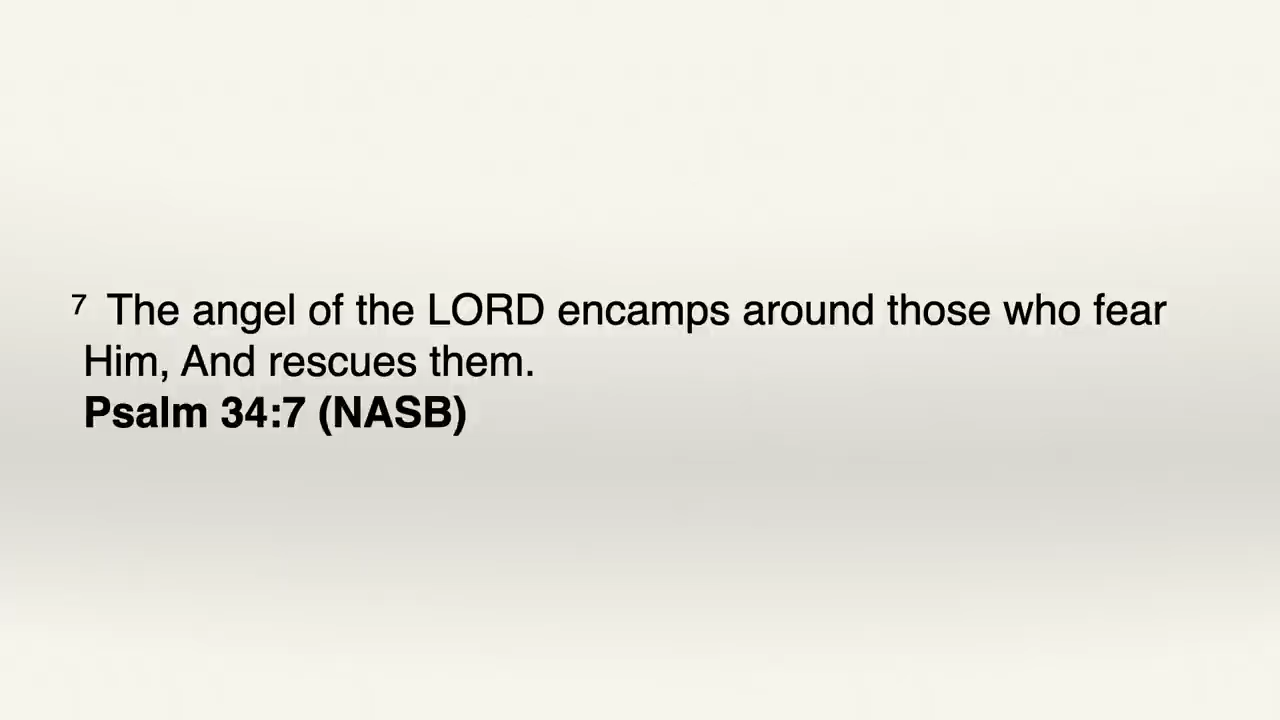 7 The angel of the LORD encamps around those who fear
Him, And rescues them.
Psalm 34:7 (NASB)